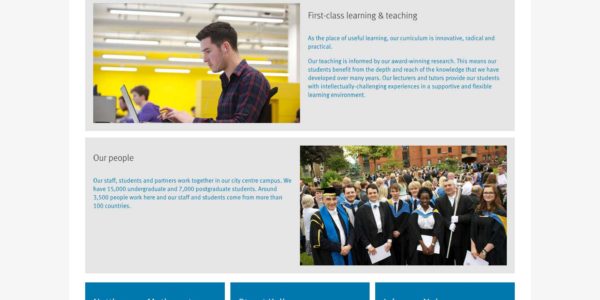 First-class learning & teaching
As the place of useful learning, our curriculum is innovative, radical and
practical.
Our teaching is informed by our award-winning research. This means our
students benefit from the depth and reach of the knowledge that we have
developed over many years. Our lecturers and tutors provide our students
with intellectually-challenging experiences in a supportive and flexible
learning environment.
Our people
Our staff, students and partners work together in our city centre campus. We
have 15,000 undergraduate and 7,000 postgraduate students. Around
3,500 people work here and our staff and students come from more than
100 countries.